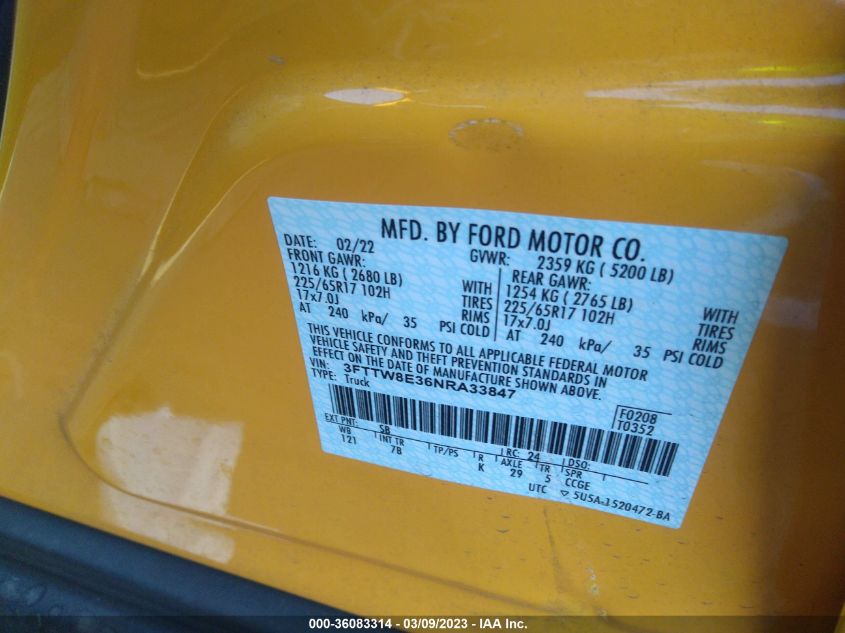 MFD. BY FORD MOTOR CO.
DATE: 02/22 GVWR: 2359 KG ( 5200 LB)
FRONT GAWR: REAR GAWR:
1216 KG ( 2680 LB) WITH 1254 KG ( 2765 LB) WITH
225/65R17 102H TIRES 225/65R17 102H TIRES
17x7.0J RIMS 17x7.0J RIMS
AT 240 kPa/ 35 PSI COLD AT 240 kPa/ 35 PSI COLD
THIS VEHICLE CONFORMS TO ALL APPLICABLE FEDERAL MOTOR
VEHICLE SAFETY AND THEFT PREVENTION STANDARDS IN
EFFECT ON THE DATE OF MANUFACTURE SHOWN ABOVE.
VIN: 3FTTW8E36NRA33847
TYPE: Truck
F0208
T0352
EXT PNT: SB RC: 24 DSO:
WB INT TR TP/PS R AXLE TR SPR
121 7B K 29 5 CCGE
UTC ▽ 5U5A-1520472-BA
000-36083314 - 03/09/2023 - IAA Inc.